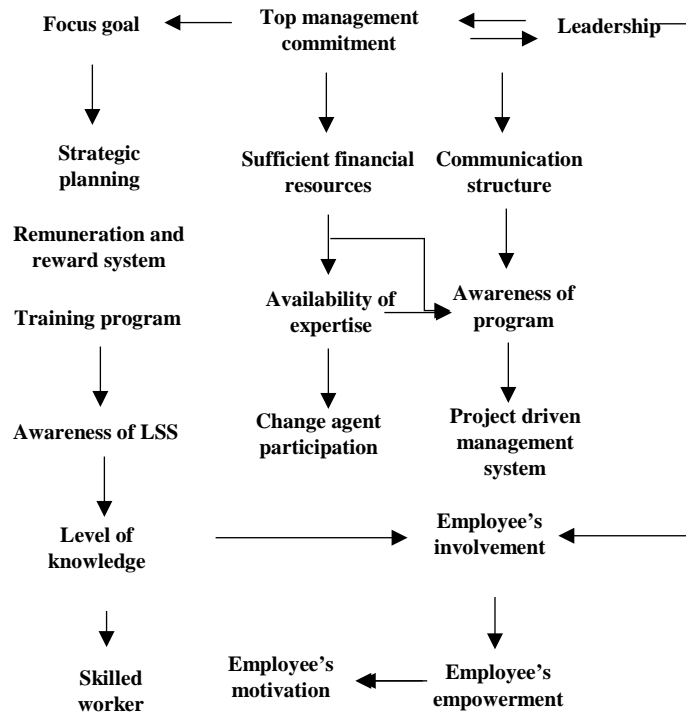 Focus goal
Top management
commitment
Leadership
Strategic
planning
Sufficient financial
resources
Communication
structure
Remuneration and
reward system
Training program
Availability of
expertise
Awareness of
program
Awareness of LSS
Change agent
participation
Project driven
management
system
Level of
knowledge
Employee’s
involvement
Skilled
worker
Employee’s
motivation
Employee’s
empowerment